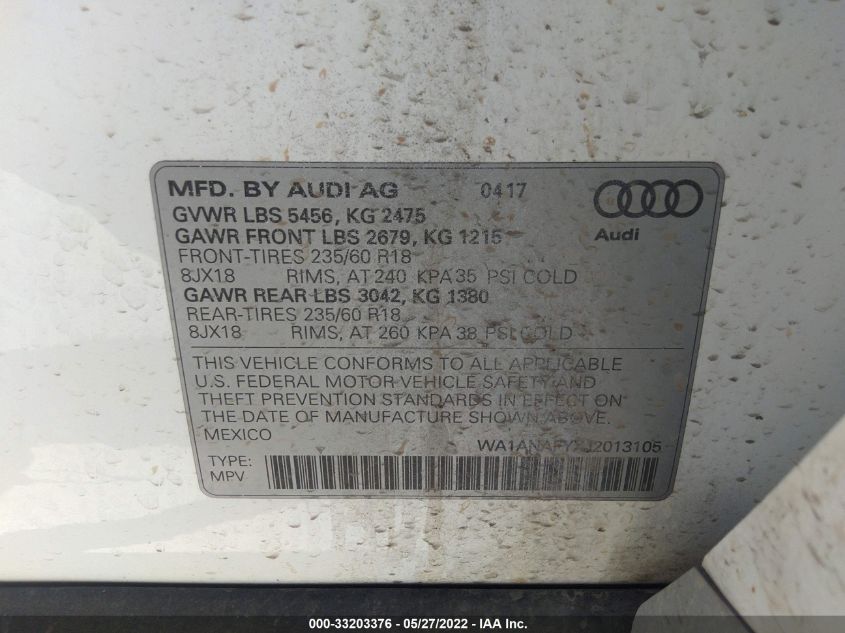 MFD. BY AUDI AG 0417
GVWR LBS 5456, KG 2475
GAWR FRONT LBS 2679, KG 1215
Audi
FRONT-TIRES 235/60 R18
8JX18 RIMS, AT 240 KPA 35 PSI COLD
GAWR REAR LBS 3042, KG 1380
REAR-TIRES 235/60 R18
8JX18 RIMS, AT 260 KPA 38 PSI COLD
THIS VEHICLE CONFORMS TO ALL APPLICABLE
U.S. FEDERAL MOTOR VEHICLE SAFETY AND
THEFT PREVENTION STANDARDS IN EFFECT ON
THE DATE OF MANUFACTURE SHOWN ABOVE.
MEXICO WA1ANAFYXJ2013105
TYPE:
MPV
000-33203376 - 05/27/2022 - IAA Inc.